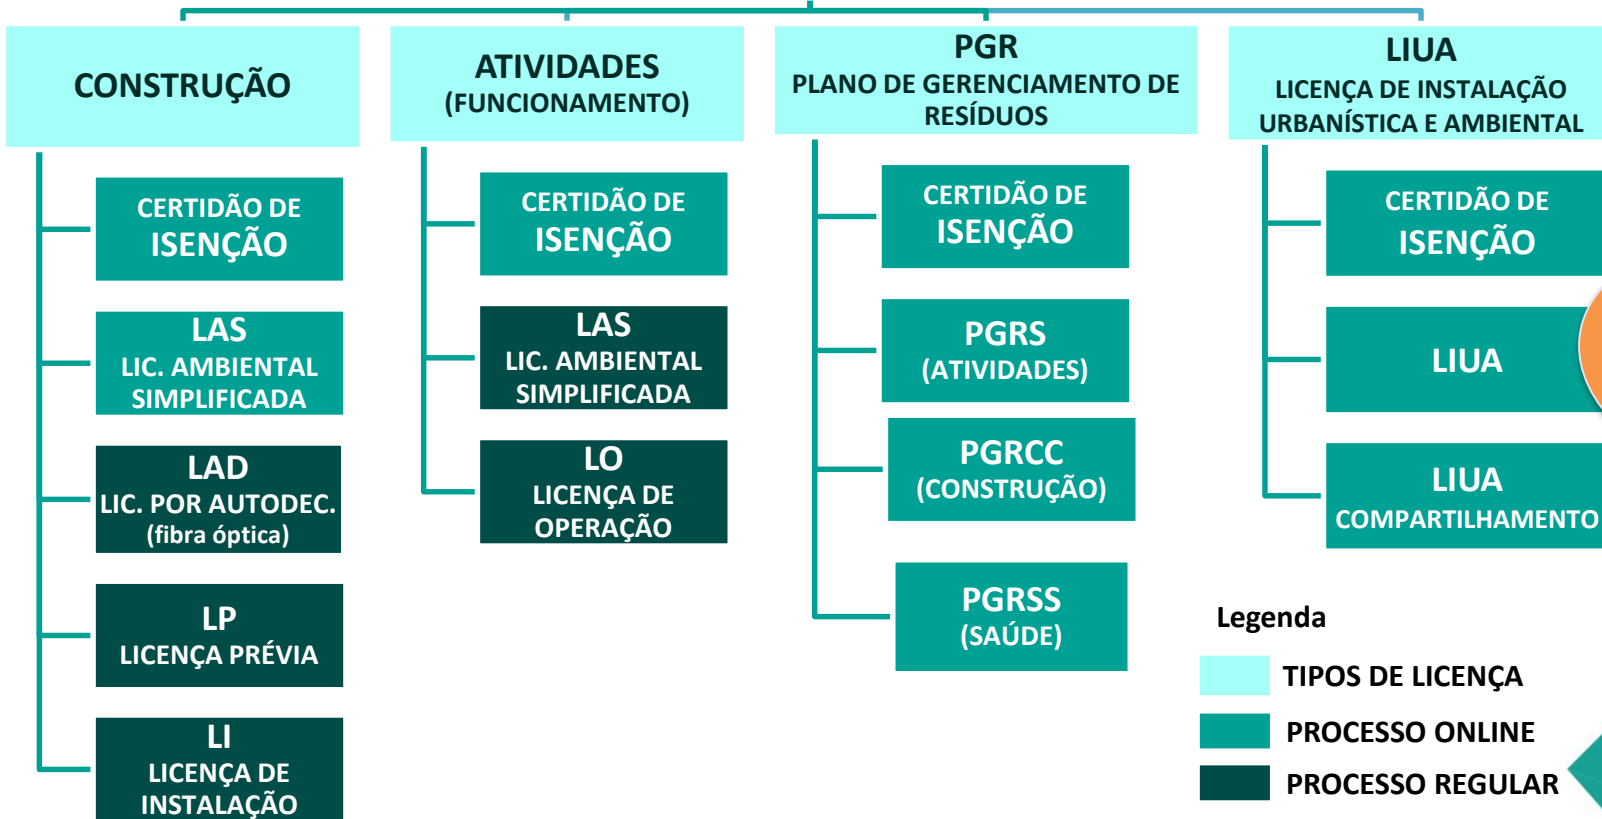 CONSTRUÇÃO
CERTIDÃO DE
ISENÇÃO
LAS
LIC. AMBIENTAL
SIMPLIFICADA
LAD
LIC. POR AUTODEC.
(fibra óptica)
LP
LICENÇA PRÉVIA
LI
LICENÇA DE
INSTALAÇÃO
ATIVIDADES
(FUNCIONAMENTO)
CERTIDÃO DE
ISENÇÃO
LAS
LIC. AMBIENTAL
SIMPLIFICADA
LO
LICENÇA DE
OPERAÇÃO
PGR
PLANO DE GERENCIAMENTO DE
RESÍDUOS
CERTIDÃO DE
ISENÇÃO
PGRS
(ATIVIDADES)
PGRCC
(CONSTRUÇÃO)
PGRSS
(SAÚDE)
LIUA
LICENÇA DE INSTALAÇÃO
URBANÍSTICA E AMBIENTAL
CERTIDÃO DE
ISENÇÃO
LIUA
LIUA
COMPARTILHAMENTO
Legenda
TIPOS DE LICENÇA
PROCESSO ONLINE
PROCESSO REGULAR